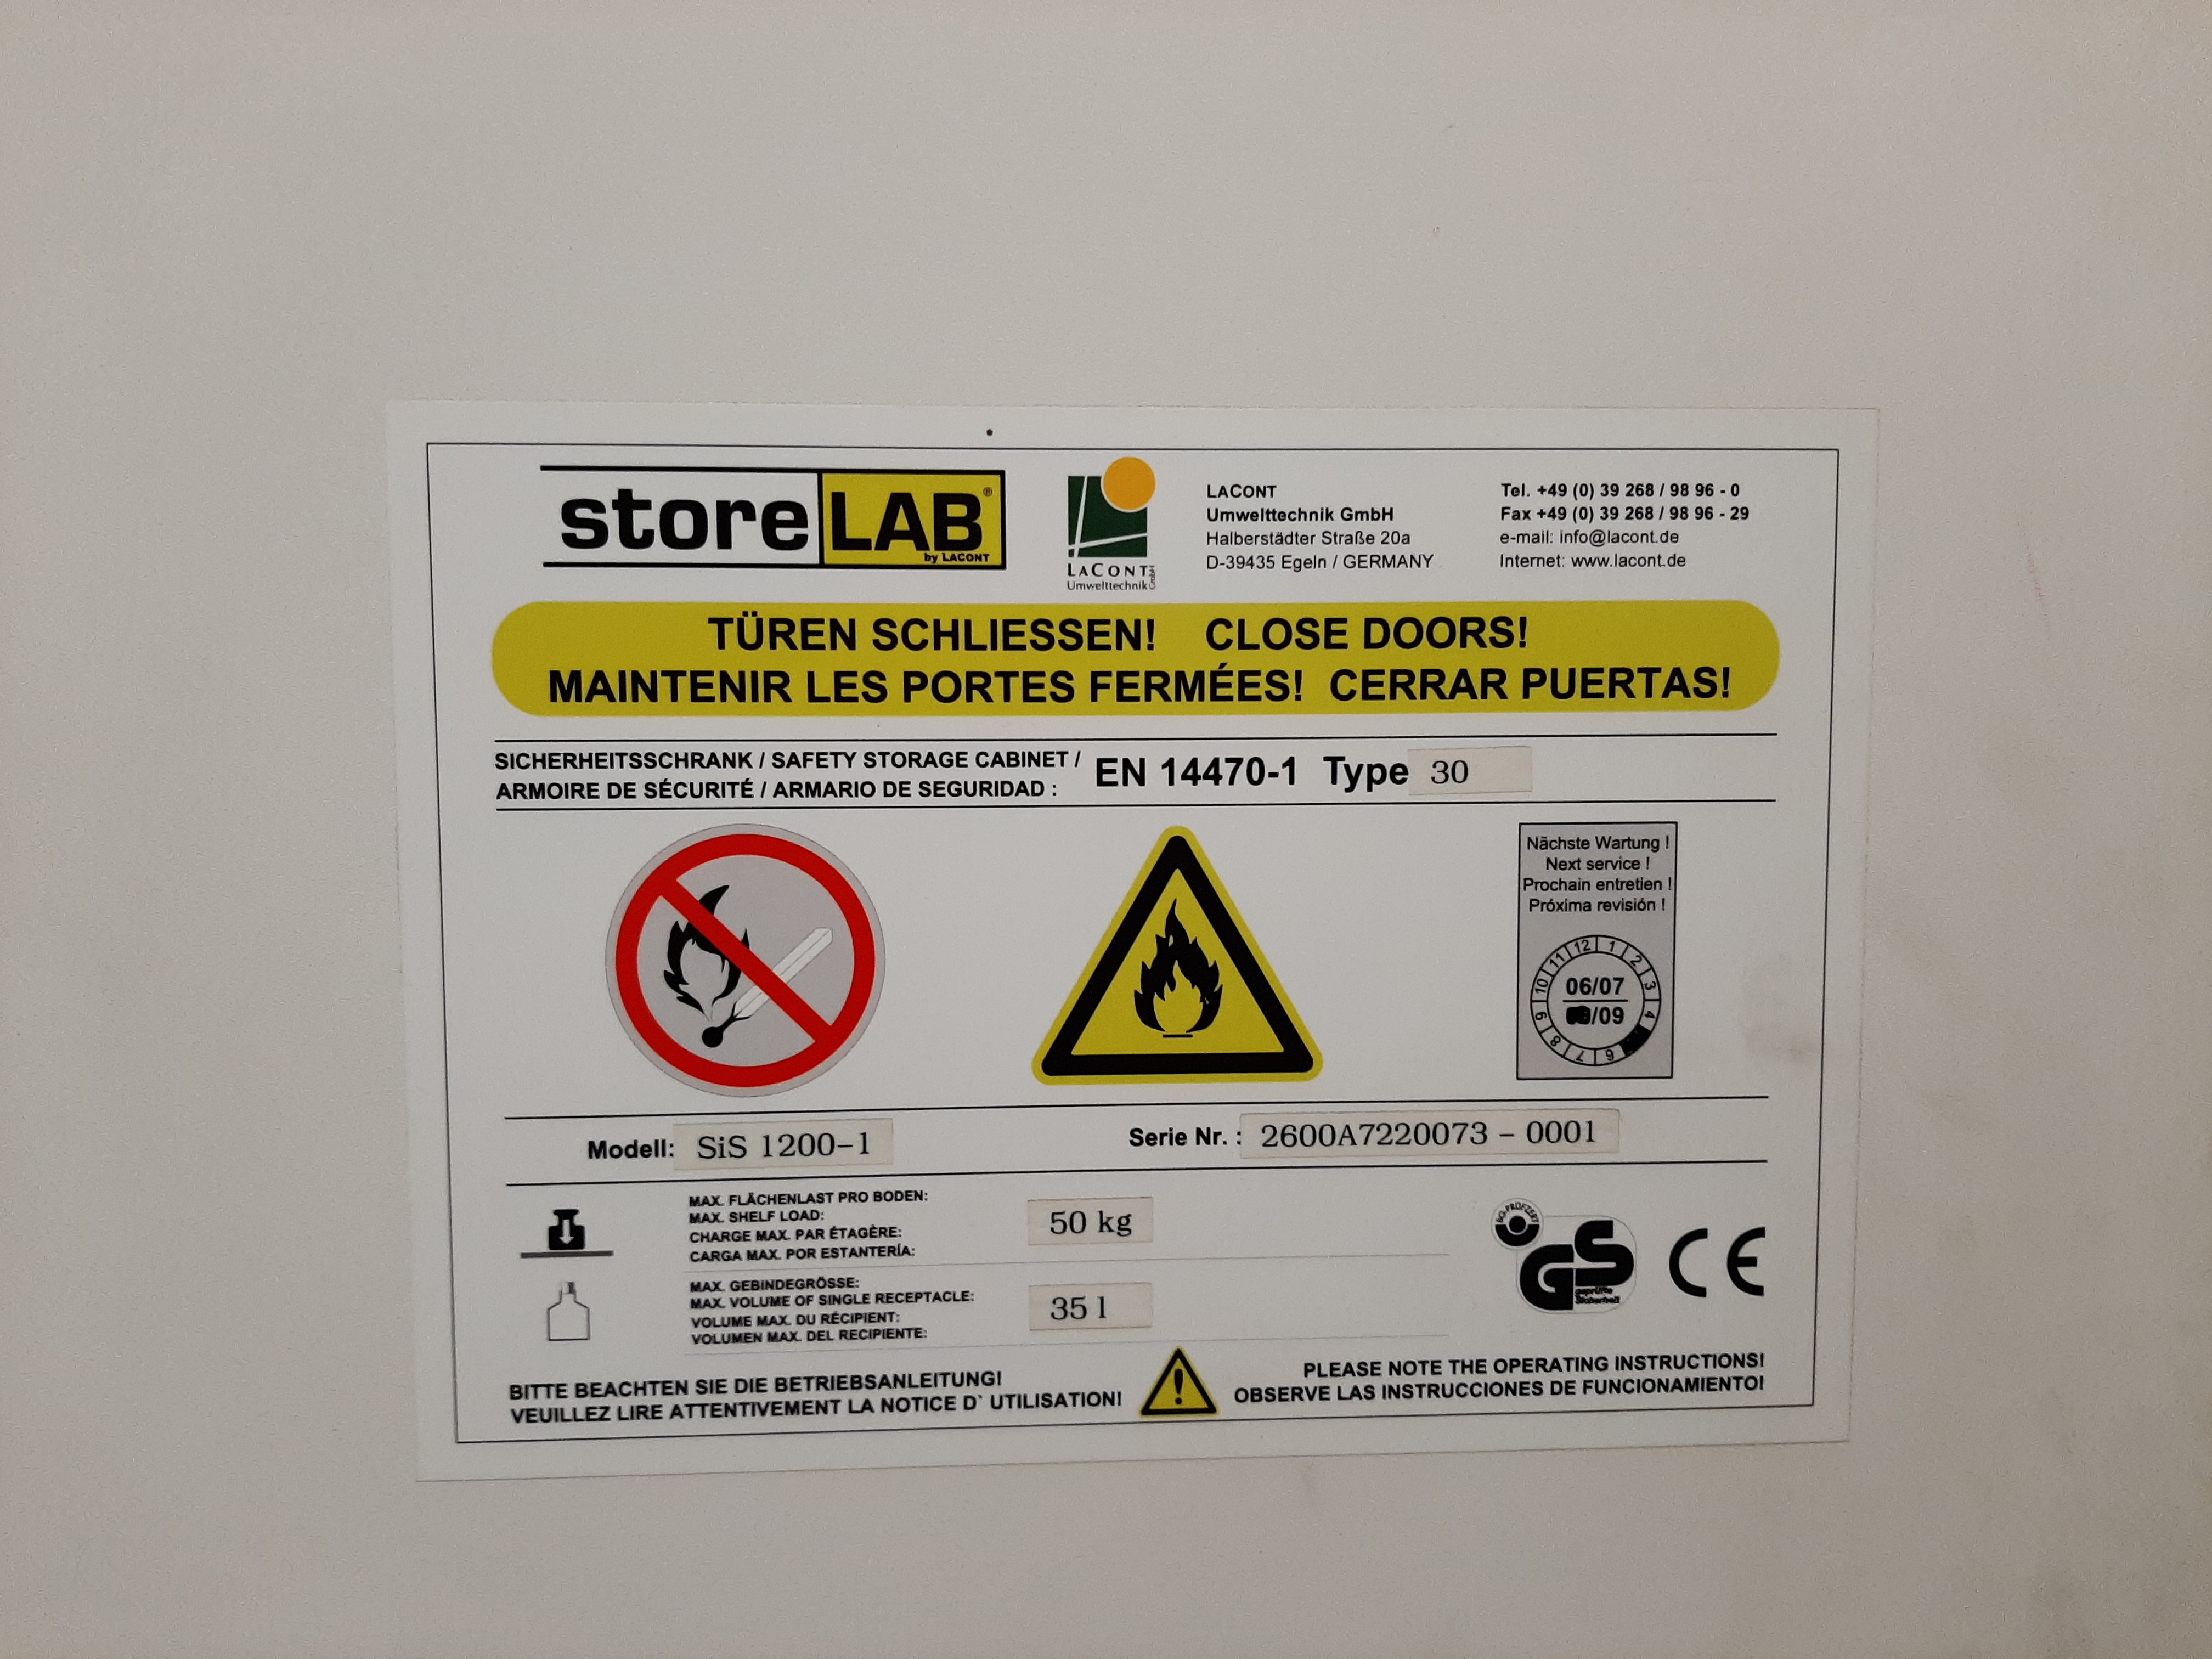 storeLAB®
by LACONT
LACONT
Umwelttechnik GmbH
LACONT
Umwelttechnik GmbH
Halberstädter Straße 20a
D-39435 Egeln / GERMANY
Tel. +49 (0) 39 268 / 98 96 - 0
Fax +49 (0) 39 268 / 98 96 - 29
e-mail: info@lacont.de
Internet: www.lacont.de
TÜREN SCHLIESSEN! CLOSE DOORS!
MAINTENIR LES PORTES FERMÉES! CERRAR PUERTAS!
SICHERHEITSSCHRANK / SAFETY STORAGE CABINET /
ARMOIRE DE SÉCURITÉ / ARMARIO DE SEGURIDAD :
EN 14470-1 Type 30
Nächste Wartung !
Next service !
Prochain entretien !
Próxima revisión !
12 1 2 3 4 6 7 8 9 10 11
06/07
/09
Modell: SiS 1200-1
Serie Nr. : 2600A7220073 - 0001
MAX. FLÄCHENLAST PRO BODEN:
MAX. SHELF LOAD:
CHARGE MAX. PAR ÉTAGÈRE:
CARGA MAX. POR ESTANTERÍA:
50 kg
MAX. GEBINDEGRÖSSE:
MAX. VOLUME OF SINGLE RECEPTACLE:
VOLUME MAX. DU RÉCIPIENT:
VOLUMEN MAX. DEL RECIPIENTE:
35 l
BG-PRÜFZERT
GS
geprüfte
Sicherheit
CE
BITTE BEACHTEN SIE DIE BETRIEBSANLEITUNG!
VEUILLEZ LIRE ATTENTIVEMENT LA NOTICE D` UTILISATION!
PLEASE NOTE THE OPERATING INSTRUCTIONS!
OBSERVE LAS INSTRUCCIONES DE FUNCIONAMIENTO!